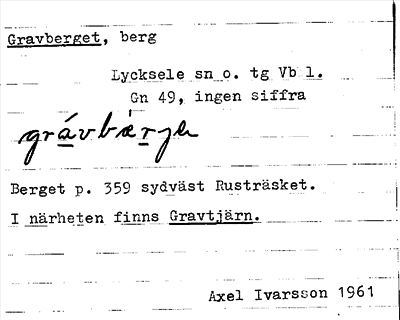 Gravberget, berg
Lycksele sn o. tg Vb l.
Gn 49, ingen siffra
grávbærjɐ
Berget p. 359 sydväst Rusträsket.
I närheten finns Gravtjärn.
Axel Ivarsson 1961